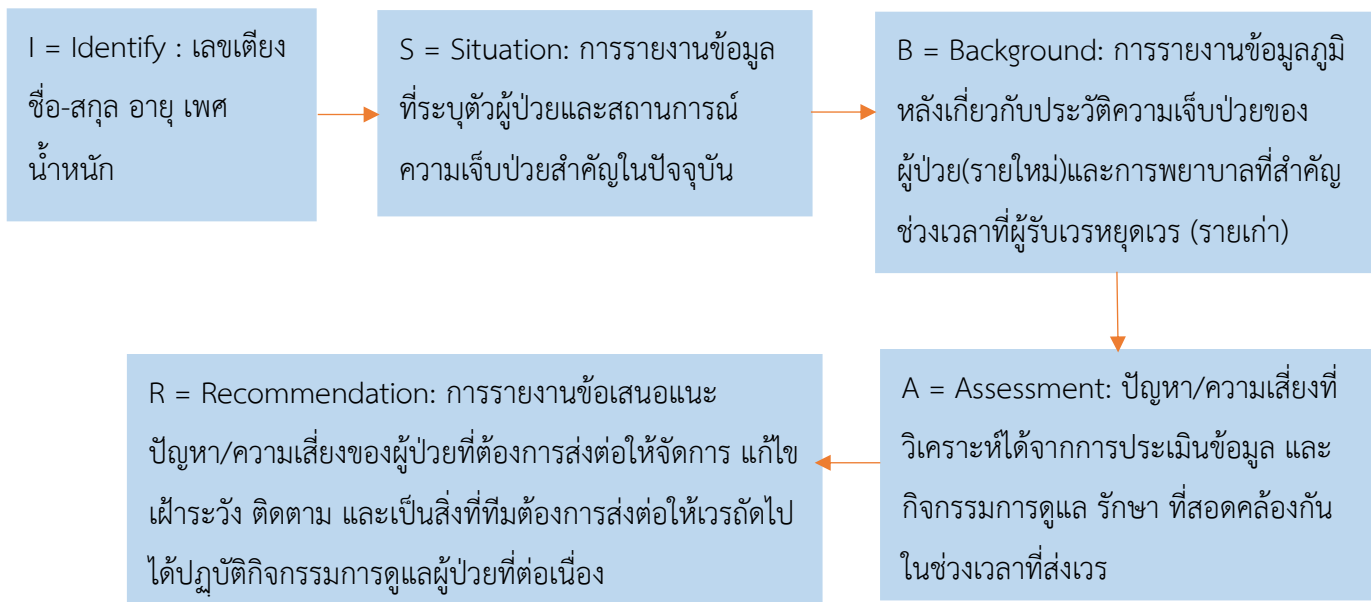 I = Identify : เลขเตียง
ชื่อ-สกุล อายุ เพศ
น้ำหนัก
S = Situation: การรายงานข้อมูล
ที่ระบุตัวผู้ป่วยและสถานการณ์
ความเจ็บป่วยสำคัญในปัจจุบัน
B = Background: การรายงานข้อมูลภูมิ
หลังเกี่ยวกับประวัติความเจ็บป่วยของ
ผู้ป่วย(รายใหม่)และการพยาบาลที่สำคัญ
ช่วงเวลาที่ผู้รับเวรหยุดเวร (รายเก่า)
A = Assessment: ปัญหา/ความเสี่ยงที่
วิเคราะห์ได้จากการประเมินข้อมูล และ
กิจกรรมการดูแล รักษา ที่สอดคล้องกัน
ในช่วงเวลาที่ส่งเวร
R = Recommendation: การรายงานข้อเสนอแนะ
ปัญหา/ความเสี่ยงของผู้ป่วยที่ต้องการส่งต่อให้จัดการ แก้ไข
เฝ้าระวัง ติดตาม และเป็นสิ่งที่ทีมต้องการส่งต่อให้เวรถัดไป
ได้ปฏบัติกิจกรรมการดูแลผู้ป่วยที่ต่อเนื่อง